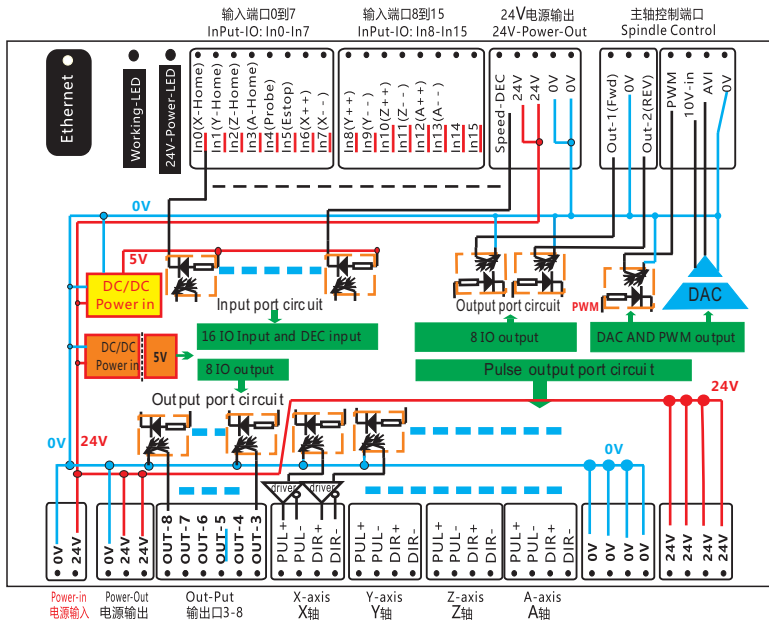 输入端口0到7
InPut-IO: In0-In7
输入端口8到15
InPut-IO: In8-In15
24V电源输出
24V-Power-Out
主轴控制端口
Spindle Control
Ethernet
Working-LED
24V-Power-LED
In0(X-Home)
In1(Y-Home)
In2(Z-Home)
In3(A-Home)
In4(Probe)
In5(Estop)
In6(X++)
In7(X--)
In8(Y++)
In9(Y--)
In10(Z++)
In11(Z--)
In12(A++)
In13(A--)
In14
In15
Speed-DEC
24V
24V
0V
0V
Out-1(Fwd)
0V
Out-2(REV)
PWM
10V-in
AVI
0V
0V
5V
DC/DC
Power in
Input port circuit
Output port circuit
PWM
DAC
16 IO Input and DEC input
8 IO output
DAC AND PWM output
DC/DC
Power in
5V
8 IO output
Pulse output port circuit
Output port circuit
24V
0V
24V
0V
driver
driver
0V
24V
0V
24V
24V
OUT-8
OUT-7
OUT-6
OUT-5
OUT-4
OUT-3
PUL+
PUL-
DIR+
DIR-
PUL+
PUL-
DIR+
DIR-
PUL+
PUL-
DIR+
DIR-
PUL+
PUL-
DIR+
DIR-
0V
0V
0V
0V
24V
24V
24V
24V
Power-in
电源输入
Power-Out
电源输出
Out-Put
输出口3-8
X-axis
X轴
Y-axis
Y轴
Z-axis
Z轴
A-axis
A轴